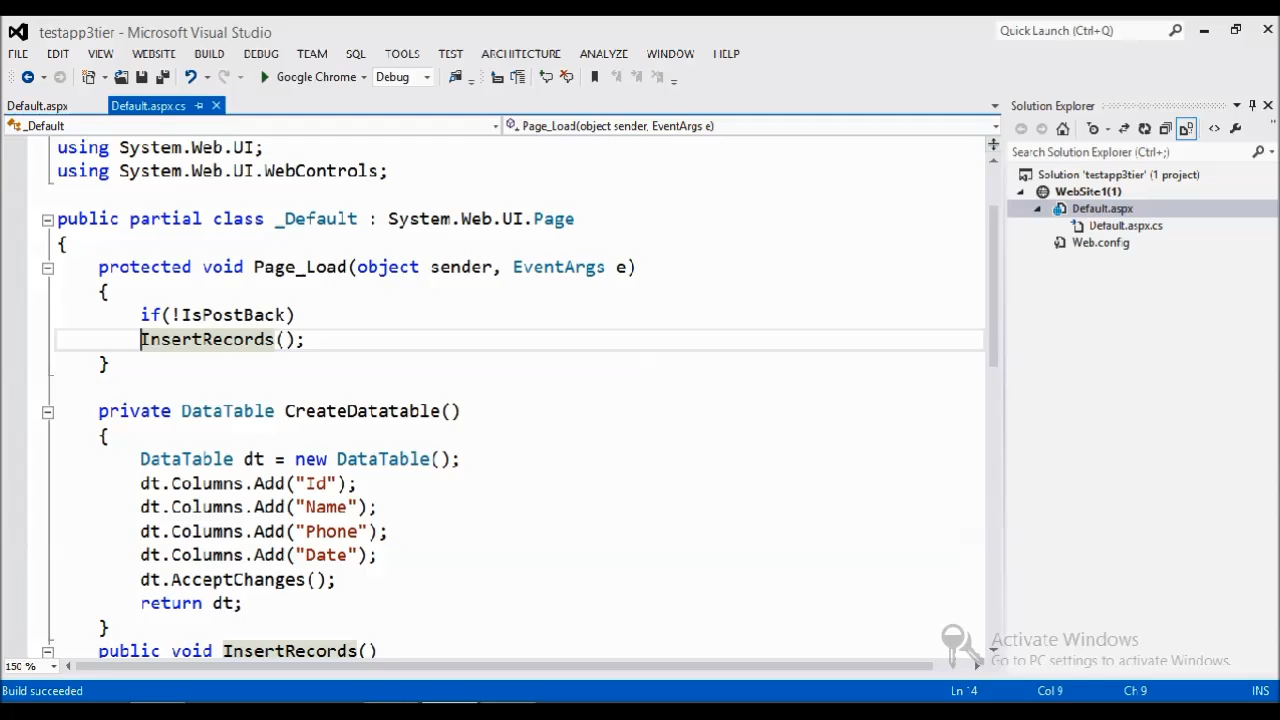 testapp3tier - Microsoft Visual Studio
Quick Launch (Ctrl+Q)
FILE EDIT VIEW WEBSITE BUILD DEBUG TEAM SQL TOOLS TEST ARCHITECTURE ANALYZE WINDOW HELP
Google Chrome Debug
Default.aspx Default.aspx.cs
_Default
Page_Load(object sender, EventArgs e)
using System.Web.UI;
using System.Web.UI.WebControls;
public partial class _Default : System.Web.UI.Page
{
protected void Page_Load(object sender, EventArgs e)
{
if(!IsPostBack)
InsertRecords();
}
private DataTable CreateDatatable()
{
DataTable dt = new DataTable();
dt.Columns.Add("Id");
dt.Columns.Add("Name");
dt.Columns.Add("Phone");
dt.Columns.Add("Date");
dt.AcceptChanges();
return dt;
}
public void InsertRecords()
150 %
Solution Explorer
Search Solution Explorer (Ctrl+;)
Solution 'testapp3tier' (1 project)
WebSite1(1)
Default.aspx
Default.aspx.cs
Web.config
Activate Windows
Go to PC settings to activate Windows.
Build succeeded
Ln 14 Col 9 Ch 9 INS